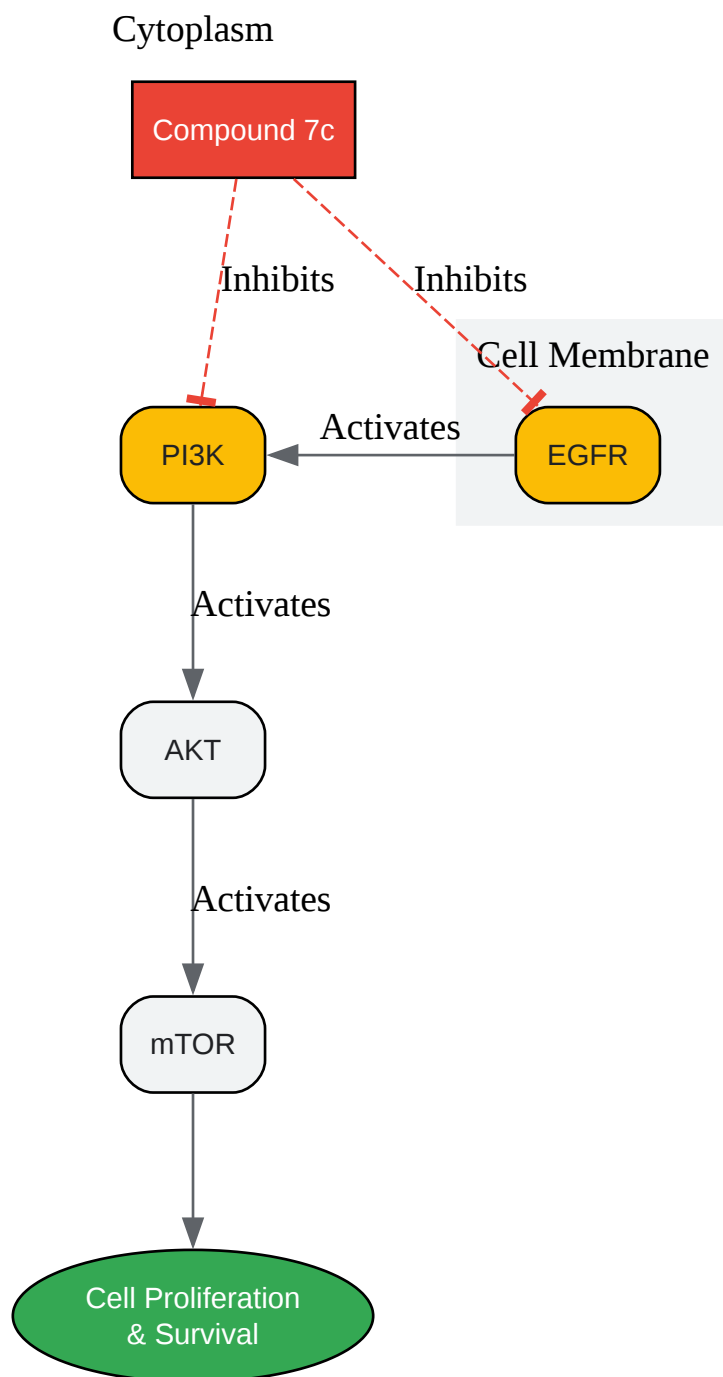 Cytoplasm
Compound 7c
Inhibits
Inhibits
Cell Membrane
Activates
PI3K
EGFR
Activates
AKT
Activates
mTOR
Cell Proliferation
& Survival